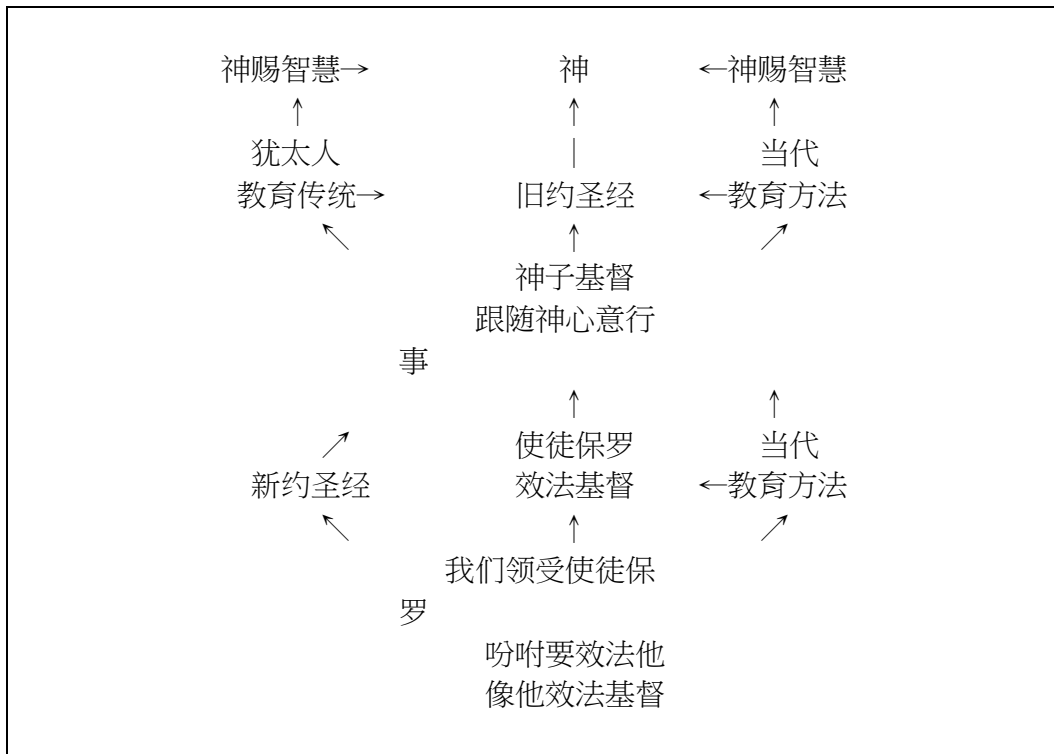 神赐智慧→ 神 ←神赐智慧
↑ ↑ ↑
犹太人 | 当代
教育传统→ 旧约圣经 ←教育方法
↖ ↑ ↗
神子基督
跟随神心意行
事
↑ ↑
↗ 使徒保罗 当代
新约圣经 效法基督 ←教育方法
↖ ↑ ↗
我们领受使徒保
罗
吩咐要效法他
像他效法基督